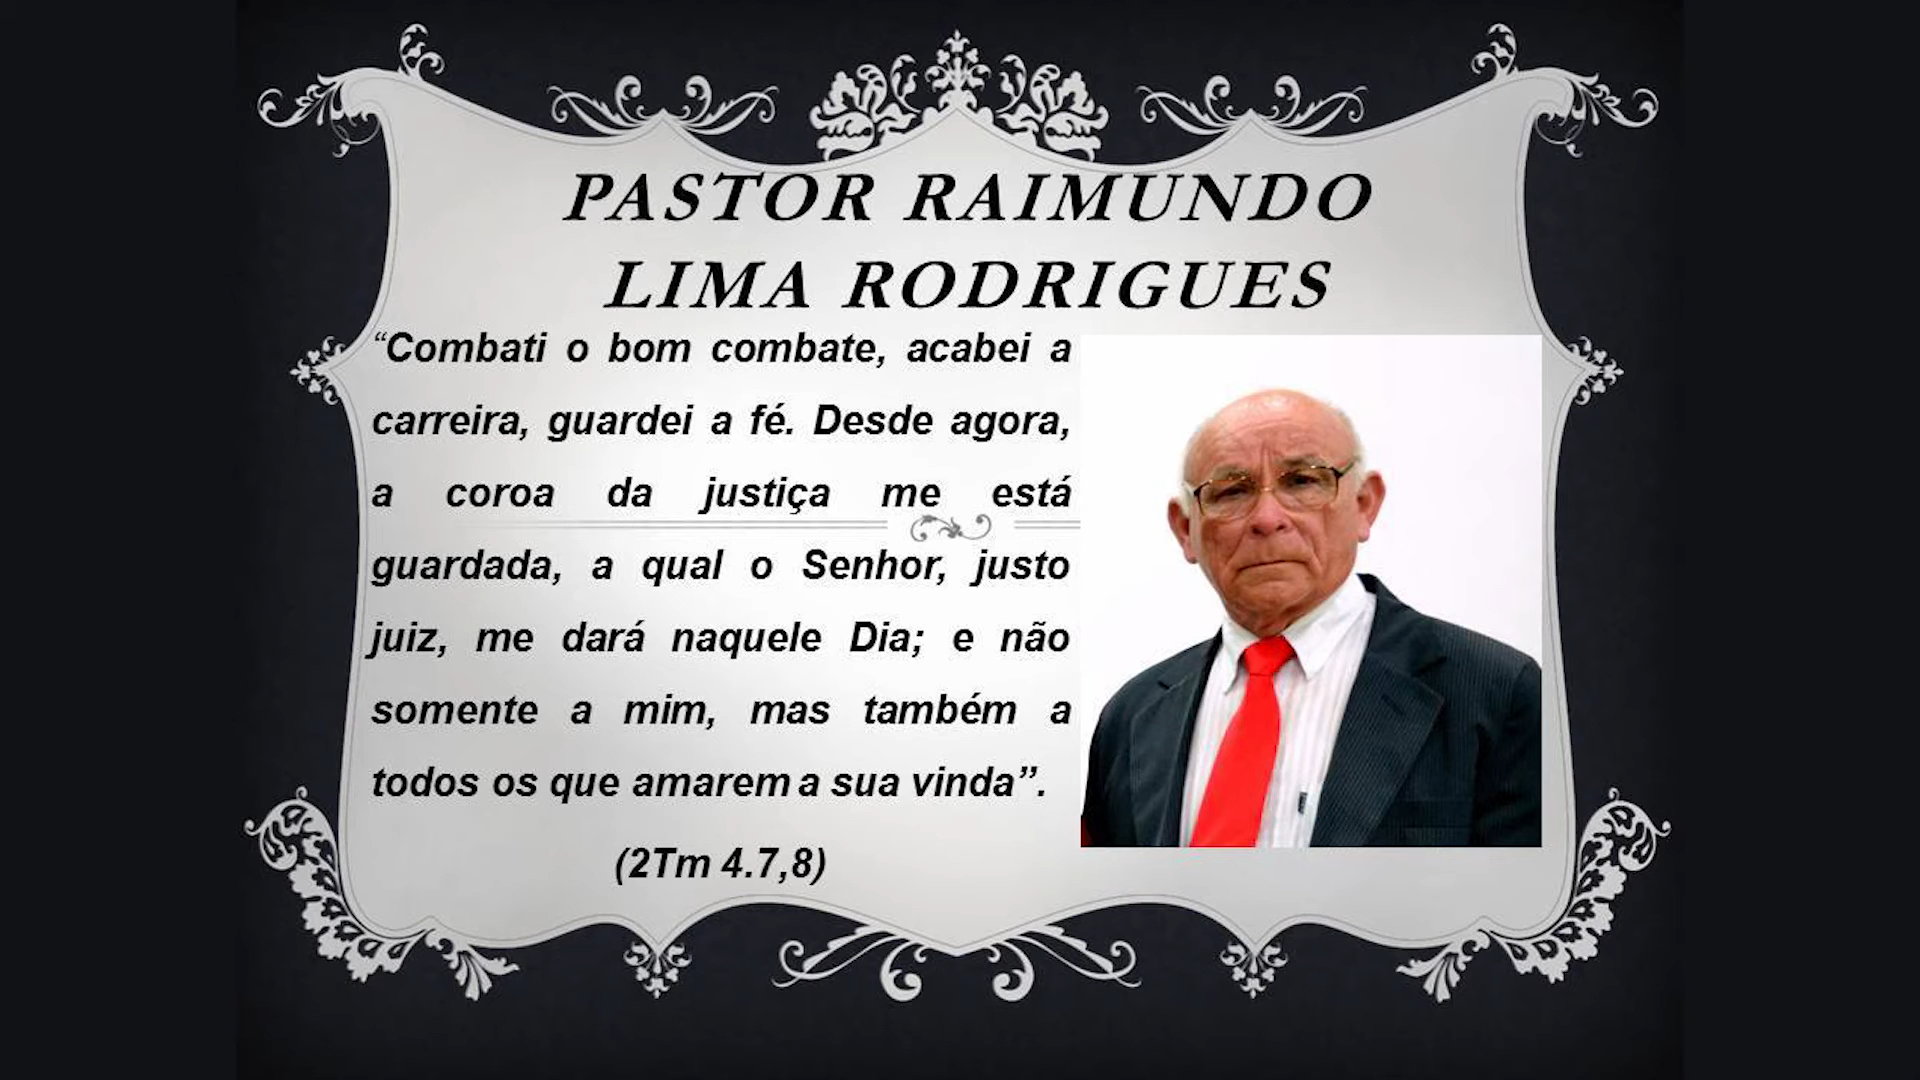 PASTOR RAIMUNDO
LIMA RODRIGUES
“Combati o bom combate, acabei a
carreira, guardei a fé. Desde agora,
a coroa da justiça me está
guardada, a qual o Senhor, justo
juiz, me dará naquele Dia; e não
somente a mim, mas também a
todos os que amarem a sua vinda”.
(2Tm 4.7,8)